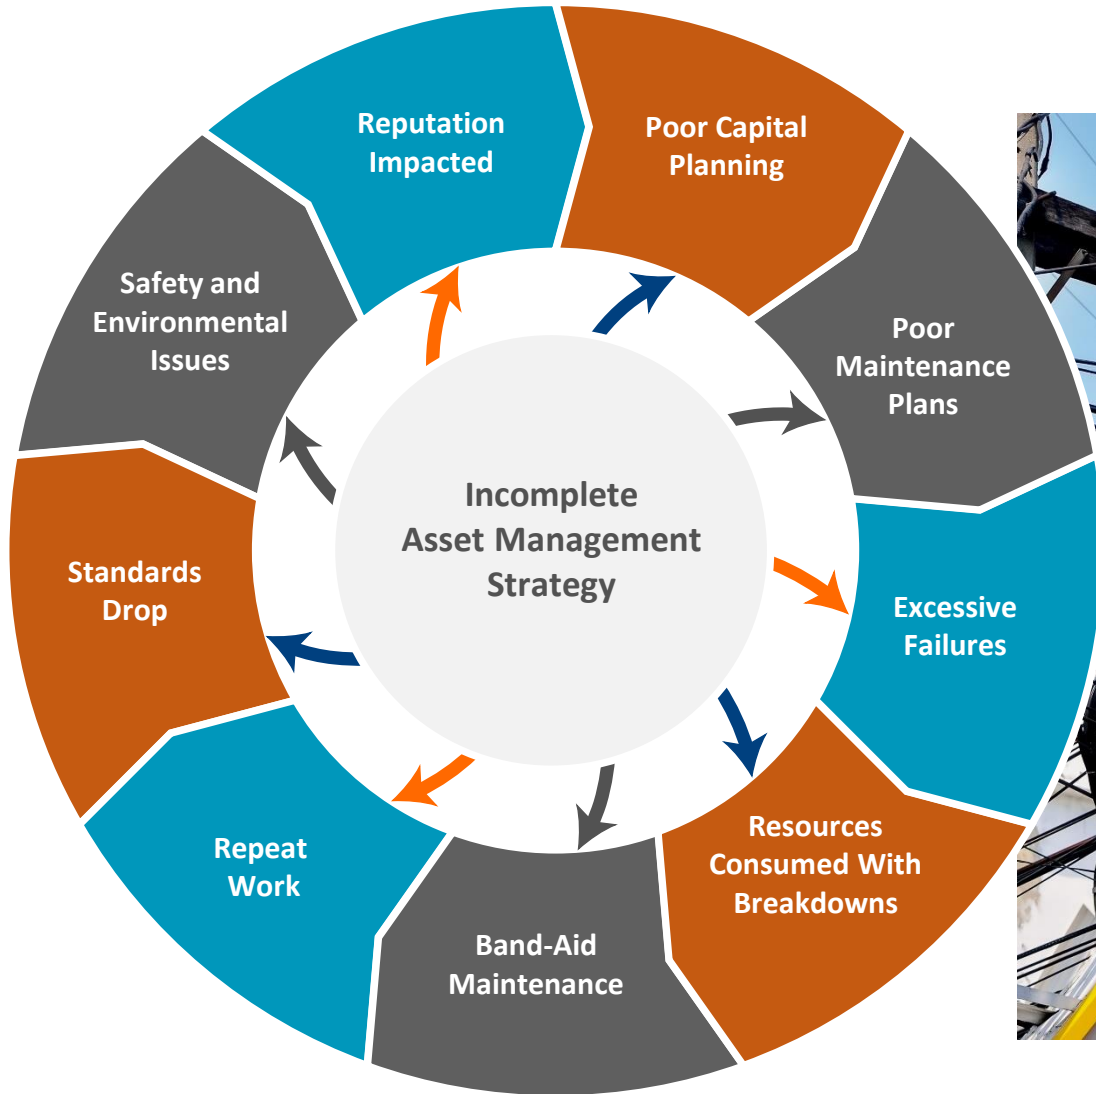 Reputation
Impacted
Poor Capital
Planning
Poor
Maintenance
Plans
Excessive
Failures
Resources
Consumed With
Breakdowns
Band-Aid
Maintenance
Repeat
Work
Standards
Drop
Safety and
Environmental
Issues
Incomplete
Asset Management
Strategy